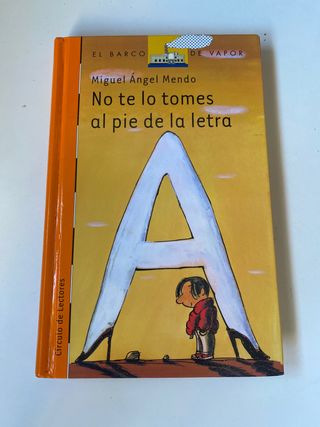 EL BARCO DE VAPOR
Miguel Ángel Mendo
No te lo tomes
al pie de la letra
A
Círculo de Lectores